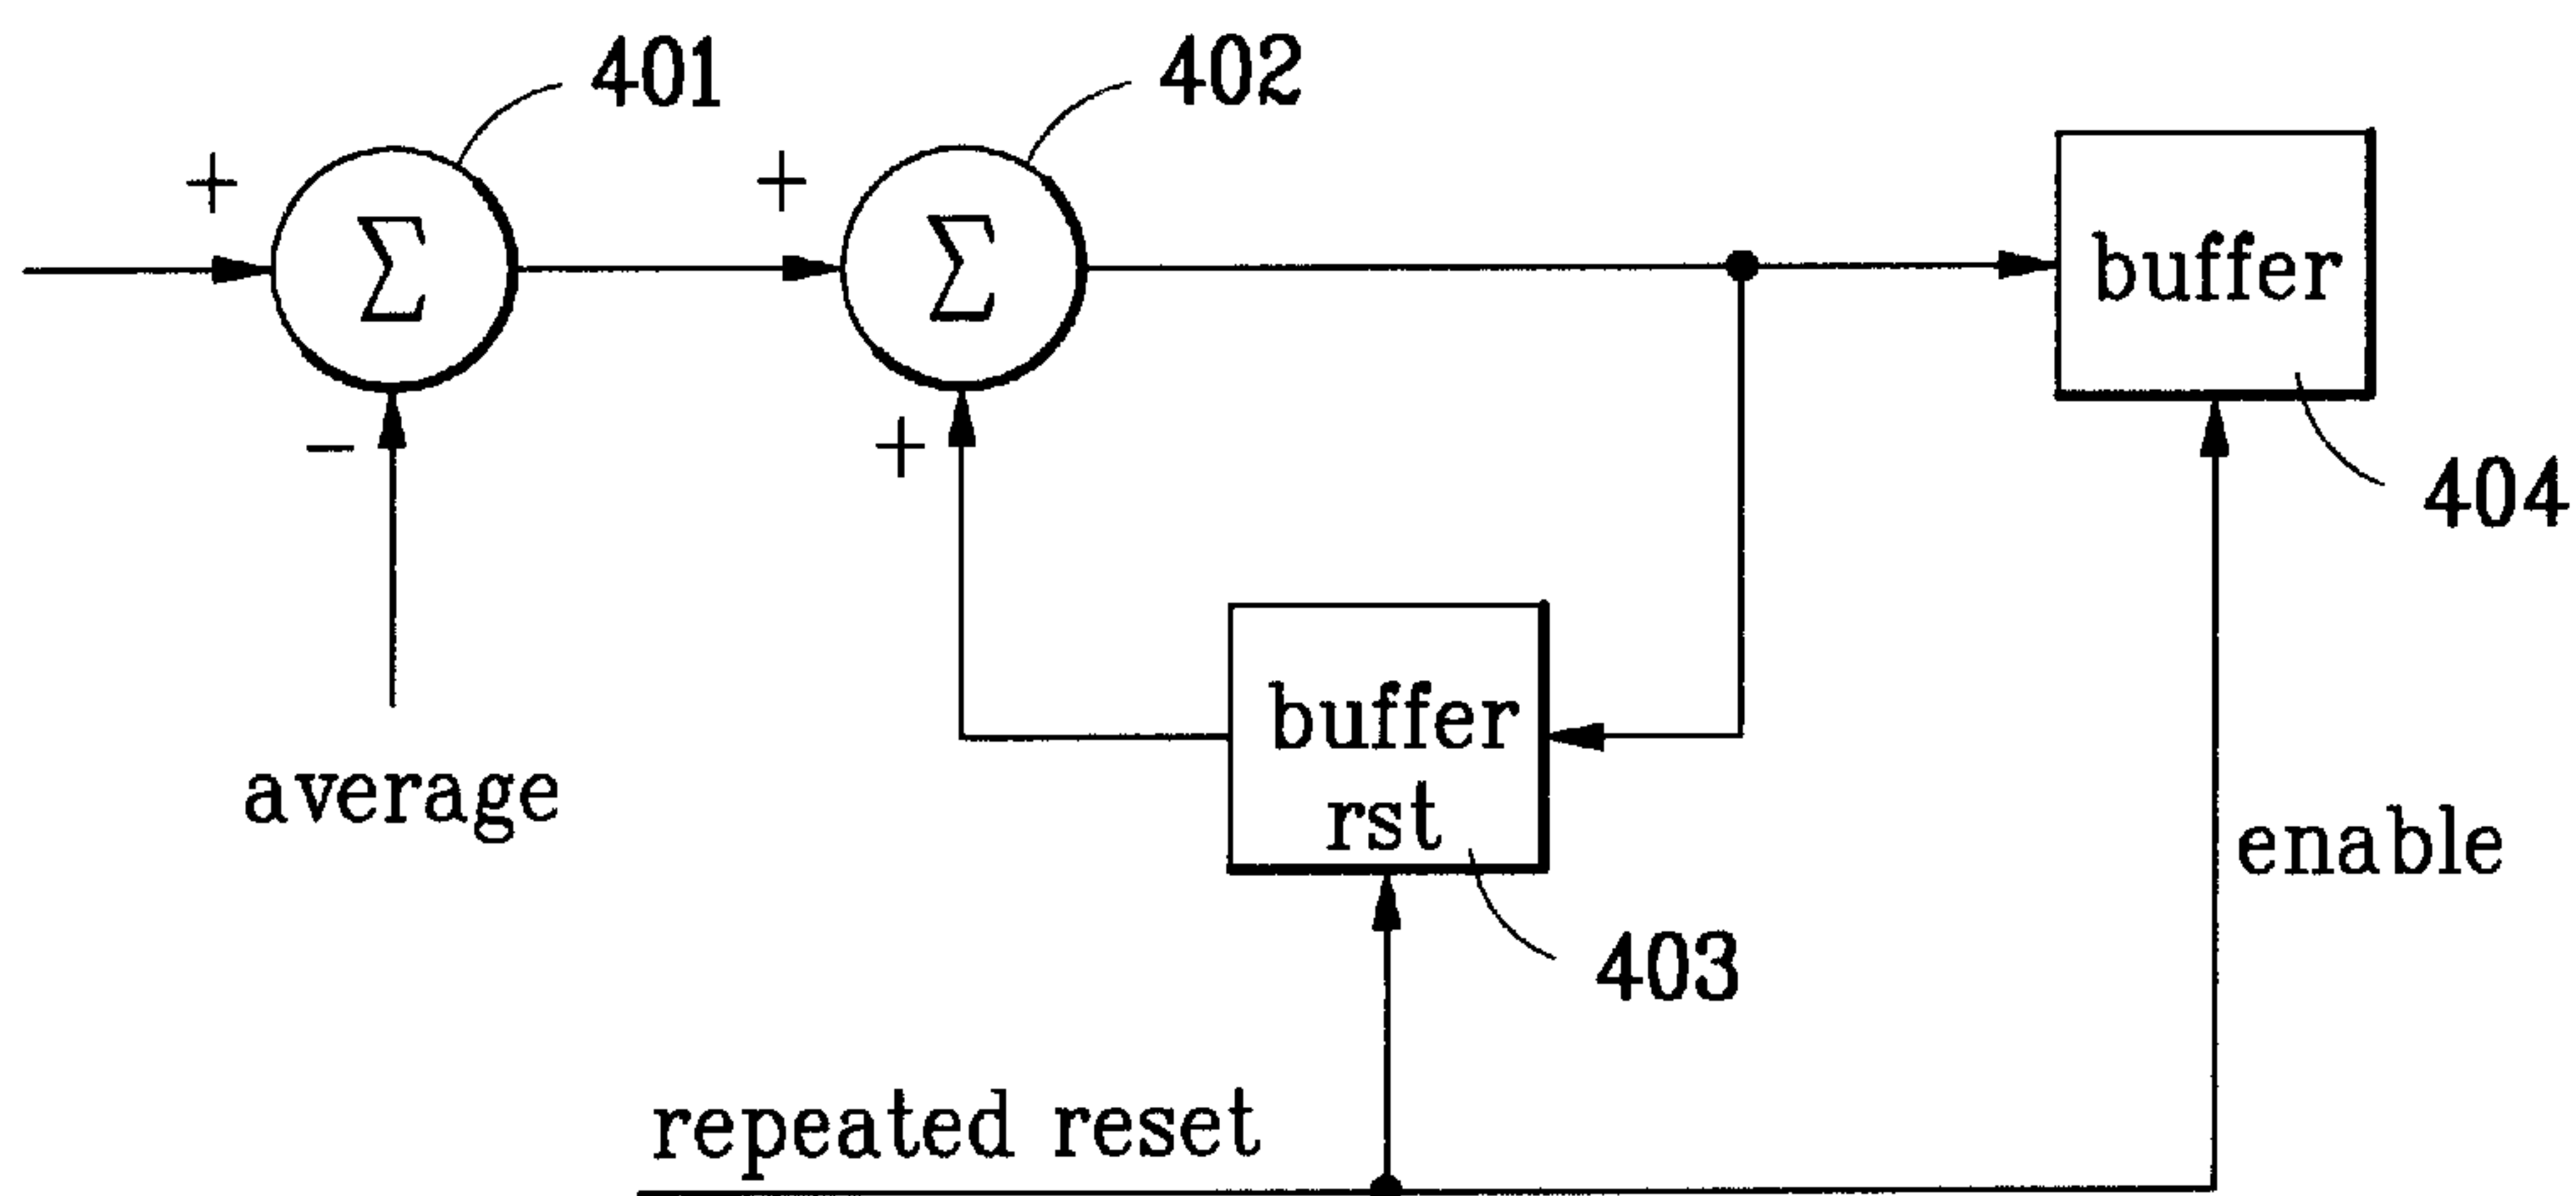 401
402
+
+
Σ
Σ
buffer
-
+
404
buffer
rst
average
enable
403
repeated reset